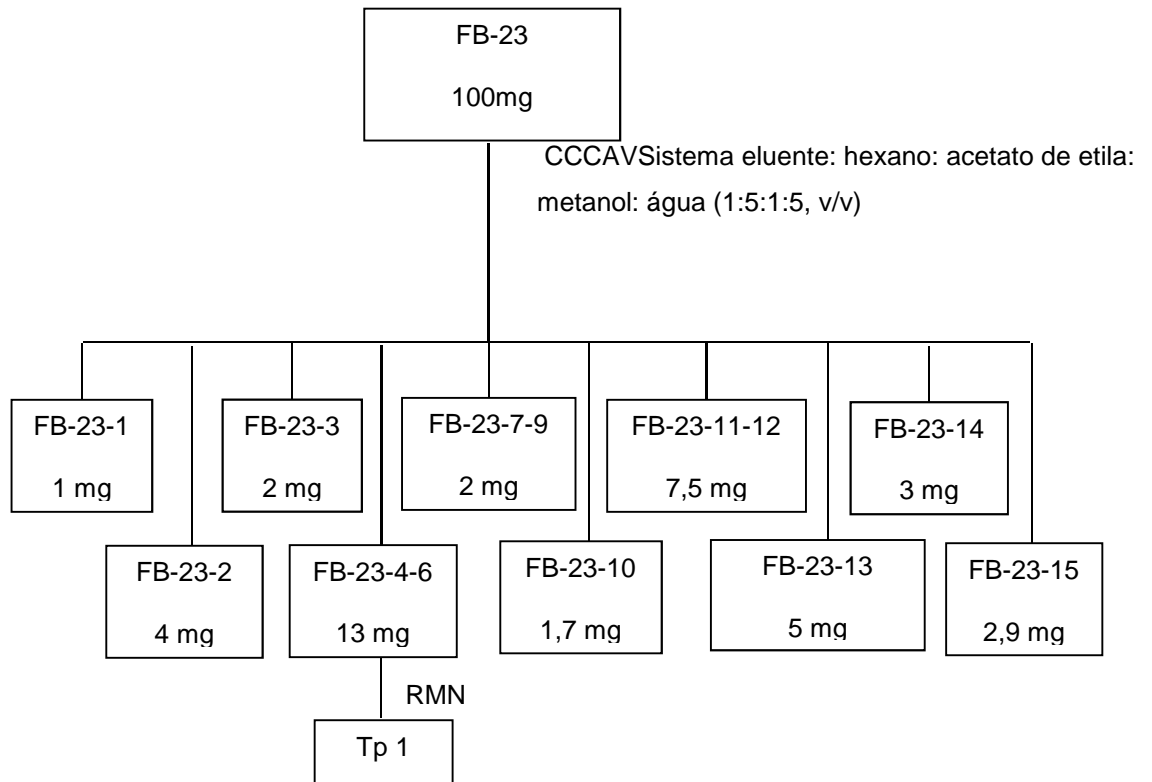 FB-23
100mg
CCCAVSistema eluente: hexano: acetato de etila:
metanol: água (1:5:1:5, v/v)
FB-23-1
1 mg
FB-23-3
2 mg
FB-23-7-9
2 mg
FB-23-11-12
7,5 mg
FB-23-14
3 mg
FB-23-2
4 mg
FB-23-4-6
13 mg
FB-23-10
1,7 mg
FB-23-13
5 mg
FB-23-15
2,9 mg
RMN
Tp 1